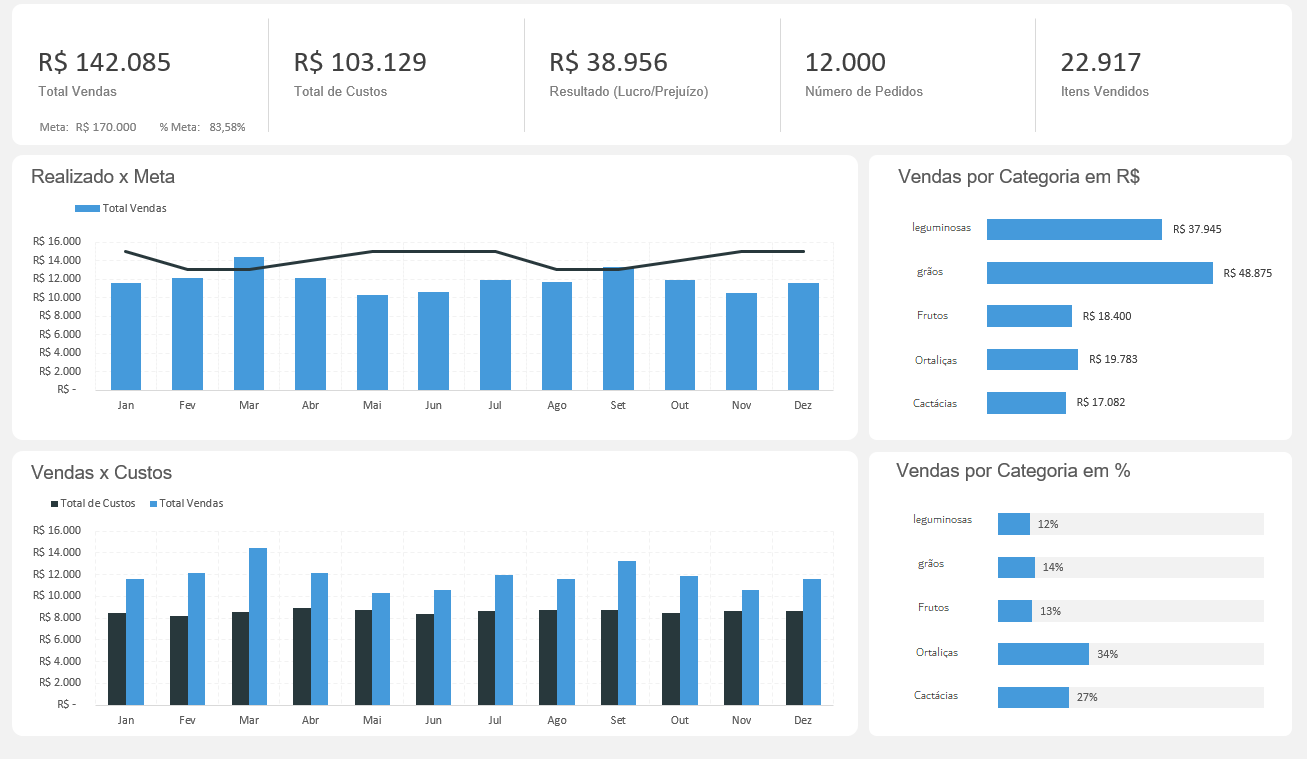 R$ 142.085
Total Vendas
Meta: R$ 170.000 % Meta: 83,58%
R$ 103.129
Total de Custos
R$ 38.956
Resultado (Lucro/Prejuízo)
12.000
Número de Pedidos
22.917
Itens Vendidos
Realizado x Meta
Total Vendas
R$ 16.000
R$ 14.000
R$ 12.000
R$ 10.000
R$ 8.000
R$ 6.000
R$ 4.000
R$ 2.000
R$ -
Jan Fev Mar Abr Mai Jun Jul Ago Set Out Nov Dez
Vendas por Categoria em R$
leguminosas R$ 37.945
grãos R$ 48.875
Frutos R$ 18.400
Ortaliças R$ 19.783
Cactácias R$ 17.082
Vendas x Custos
Total de Custos Total Vendas
R$ 16.000
R$ 14.000
R$ 12.000
R$ 10.000
R$ 8.000
R$ 6.000
R$ 4.000
R$ 2.000
R$ -
Jan Fev Mar Abr Mai Jun Jul Ago Set Out Nov Dez
Vendas por Categoria em %
leguminosas 12%
grãos 14%
Frutos 13%
Ortaliças 34%
Cactácias 27%